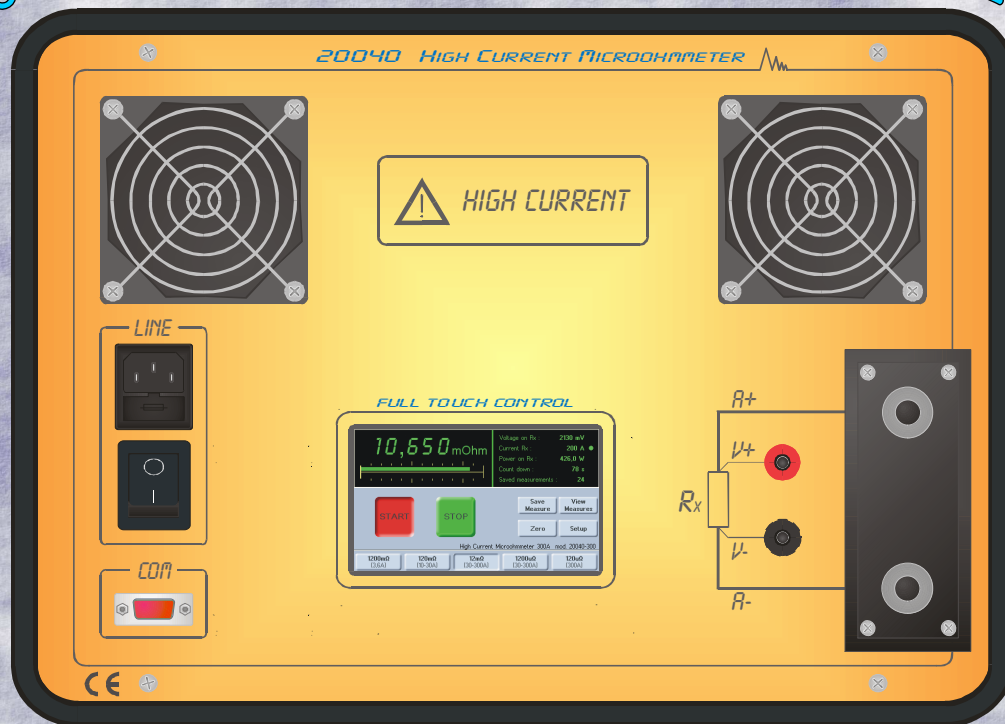 20040 HIGH CURRENT MICROOHMMETER
HIGH CURRENT
LINE
FULL TOUCH CONTROL
10,650 mOhm
Voltage on Rx : 2130 mV
Current Rx : 200 A
Power on Rx : 426.0 W
Count down : 78 s
Saved measurements : 24
START
STOP
Save Measure
View Measures
Zero
Setup
High Current Microohmmeter 300A mod. 20040-300
1200mΩ (3,6A)
120mΩ (10-30A)
12mΩ (30-300A)
1200uΩ (30-300A)
120uΩ (300A)
A+
V+
Rx
V-
A-
COM
CE